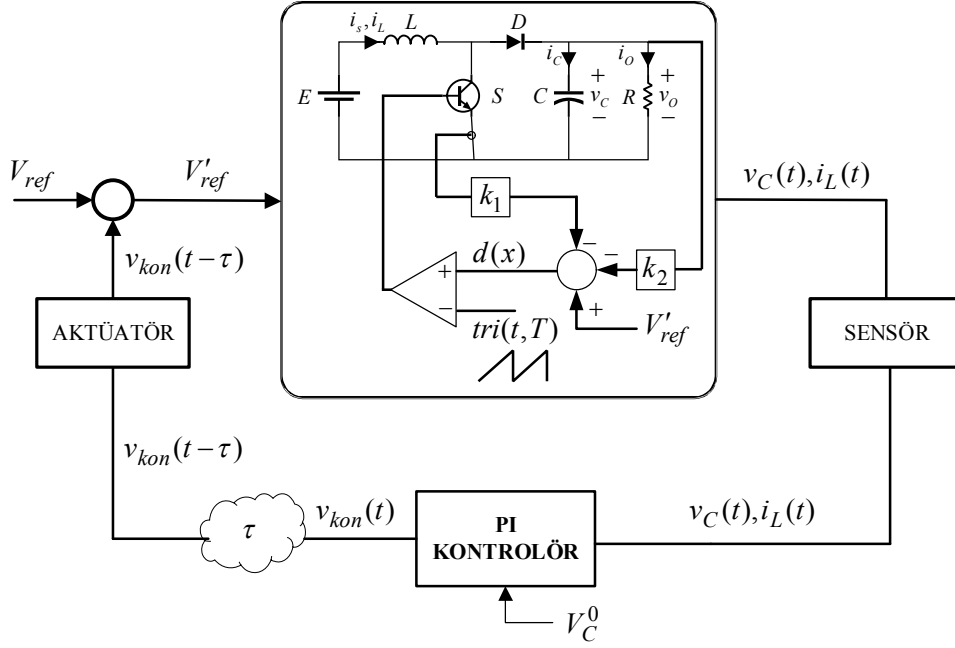 i_s, i_L L D
E S i_C C + v_C − i_O R + v_O −
V_ref V'_ref
k_1
v_C(t), i_L(t)
v_kon(t−τ)
d(x) − − k_2
+
− tri(t,T) + V'_ref
AKTÜATÖR
SENSÖR
v_kon(t−τ)
τ
v_kon(t)
PI
KONTROLÖR
v_C(t), i_L(t)
V_C^0